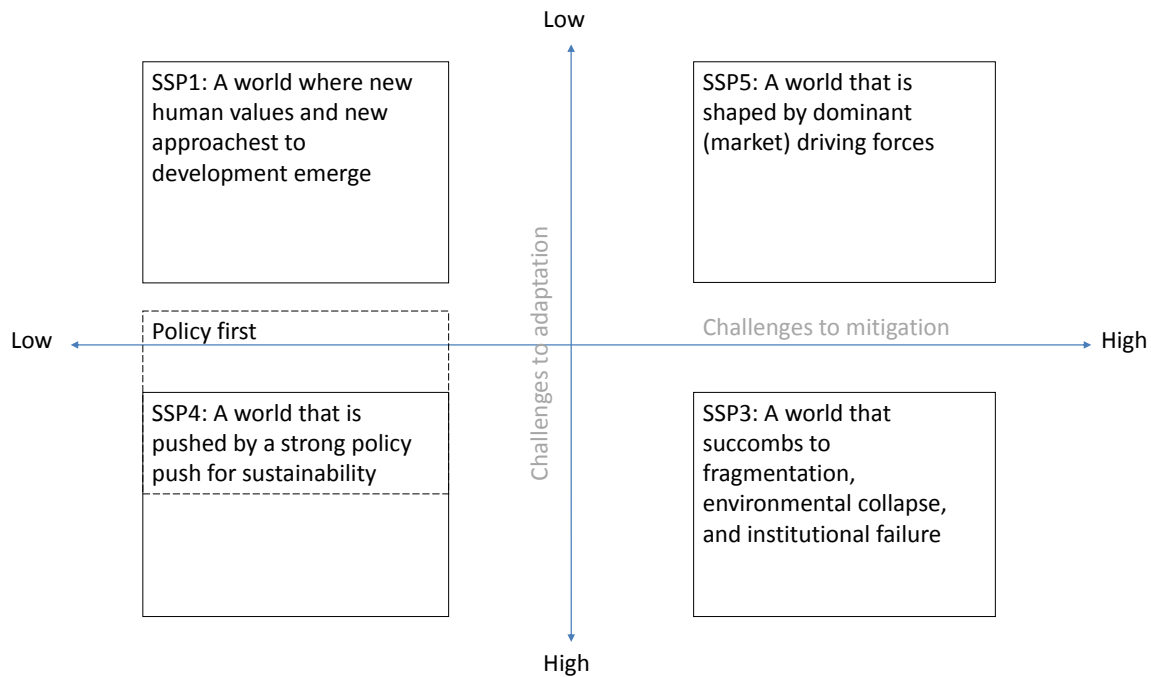 Low
SSP1: A world where new
human values and new
approachest to
development emerge
SSP5: A world that is
shaped by dominant
(market) driving forces
Challenges to adaptation
Policy first
Challenges to mitigation
Low
High
SSP4: A world that is
pushed by a strong policy
push for sustainability
SSP3: A world that
succombs to
fragmentation,
environmental collapse,
and institutional failure
High